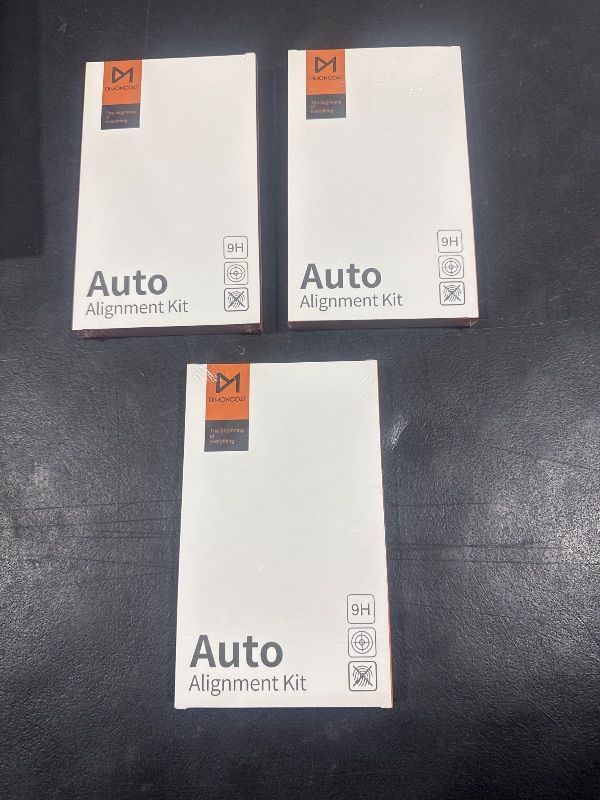 DIMONCOAT
The beginning
of
everything
9H
Auto
Alignment Kit
DIMONCOAT
The beginning
of
everything
9H
Auto
Alignment Kit
DIMONCOAT
The beginning
of
everything
9H
Auto
Alignment Kit